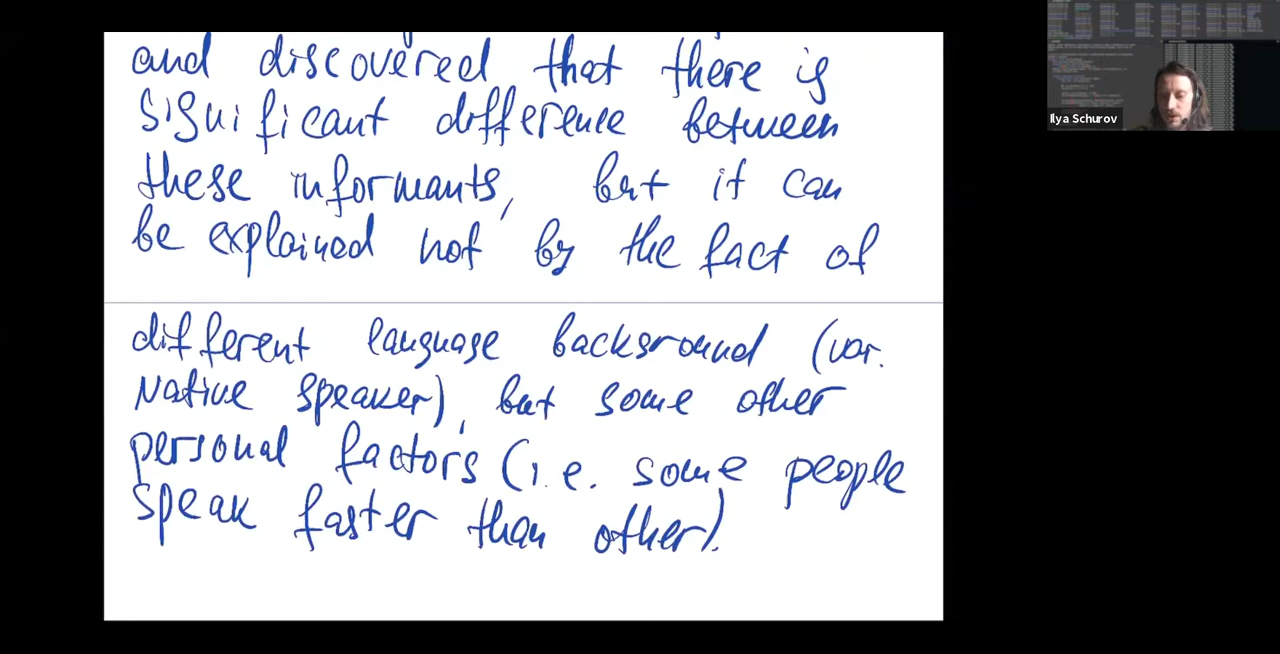 and discovered that there is
significant difference between
these informants, but it can
be explained not by the fact of
different language background (var.
Native speaker), but some other
personal factors (i.e. some people
speak faster than other).
Ilya Schurov